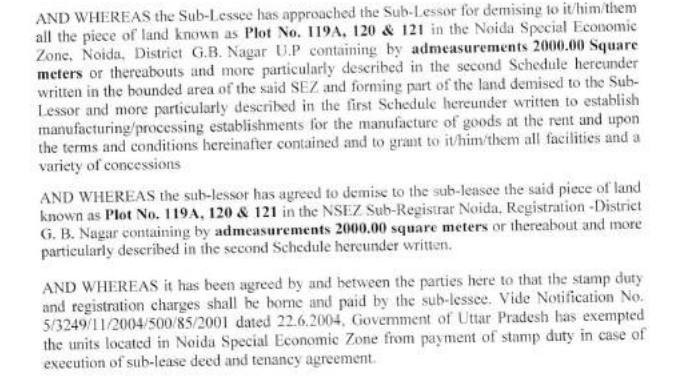 AND WHEREAS the Sub-Lessee has approached the Sub-Lessor for demising to it/him/them
all the piece of land known as Plot No. 119A, 120 & 121 in the Noida Special Economic
Zone, Noida, District G.B. Nagar U.P containing by admeasurements 2000.00 Square
meters or thereabouts and more particularly described in the second Schedule hereunder
written in the bounded area of the said SEZ and forming part of the land demised to the Sub-
Lessor and more particularly described in the first Schedule hereunder written to establish
manufacturing/processing establishments for the manufacture of goods at the rent and upon
the terms and conditions hereinafter contained and to grant to it/him/them all facilities and a
variety of concessions
AND WHEREAS the sub-lessor has agreed to demise to the sub-leasee the said piece of land
known as Plot No. 119A, 120 & 121 in the NSEZ Sub-Registrar Noida, Registration -District
G. B. Nagar containing by admeasurements 2000.00 square meters or thereabout and more
particularly described in the second Schedule hereunder written.
AND WHEREAS it has been agreed by and between the parties here to that the stamp duty
and registration charges shall be borne and paid by the sub-lessee. Vide Notification No.
5/3249/11/2004/500/85/2001 dated 22.6.2004, Government of Uttar Pradesh has exempted
the units located in Noida Special Economic Zone from payment of stamp duty in case of
execution of sub-lease deed and tenancy agreement.